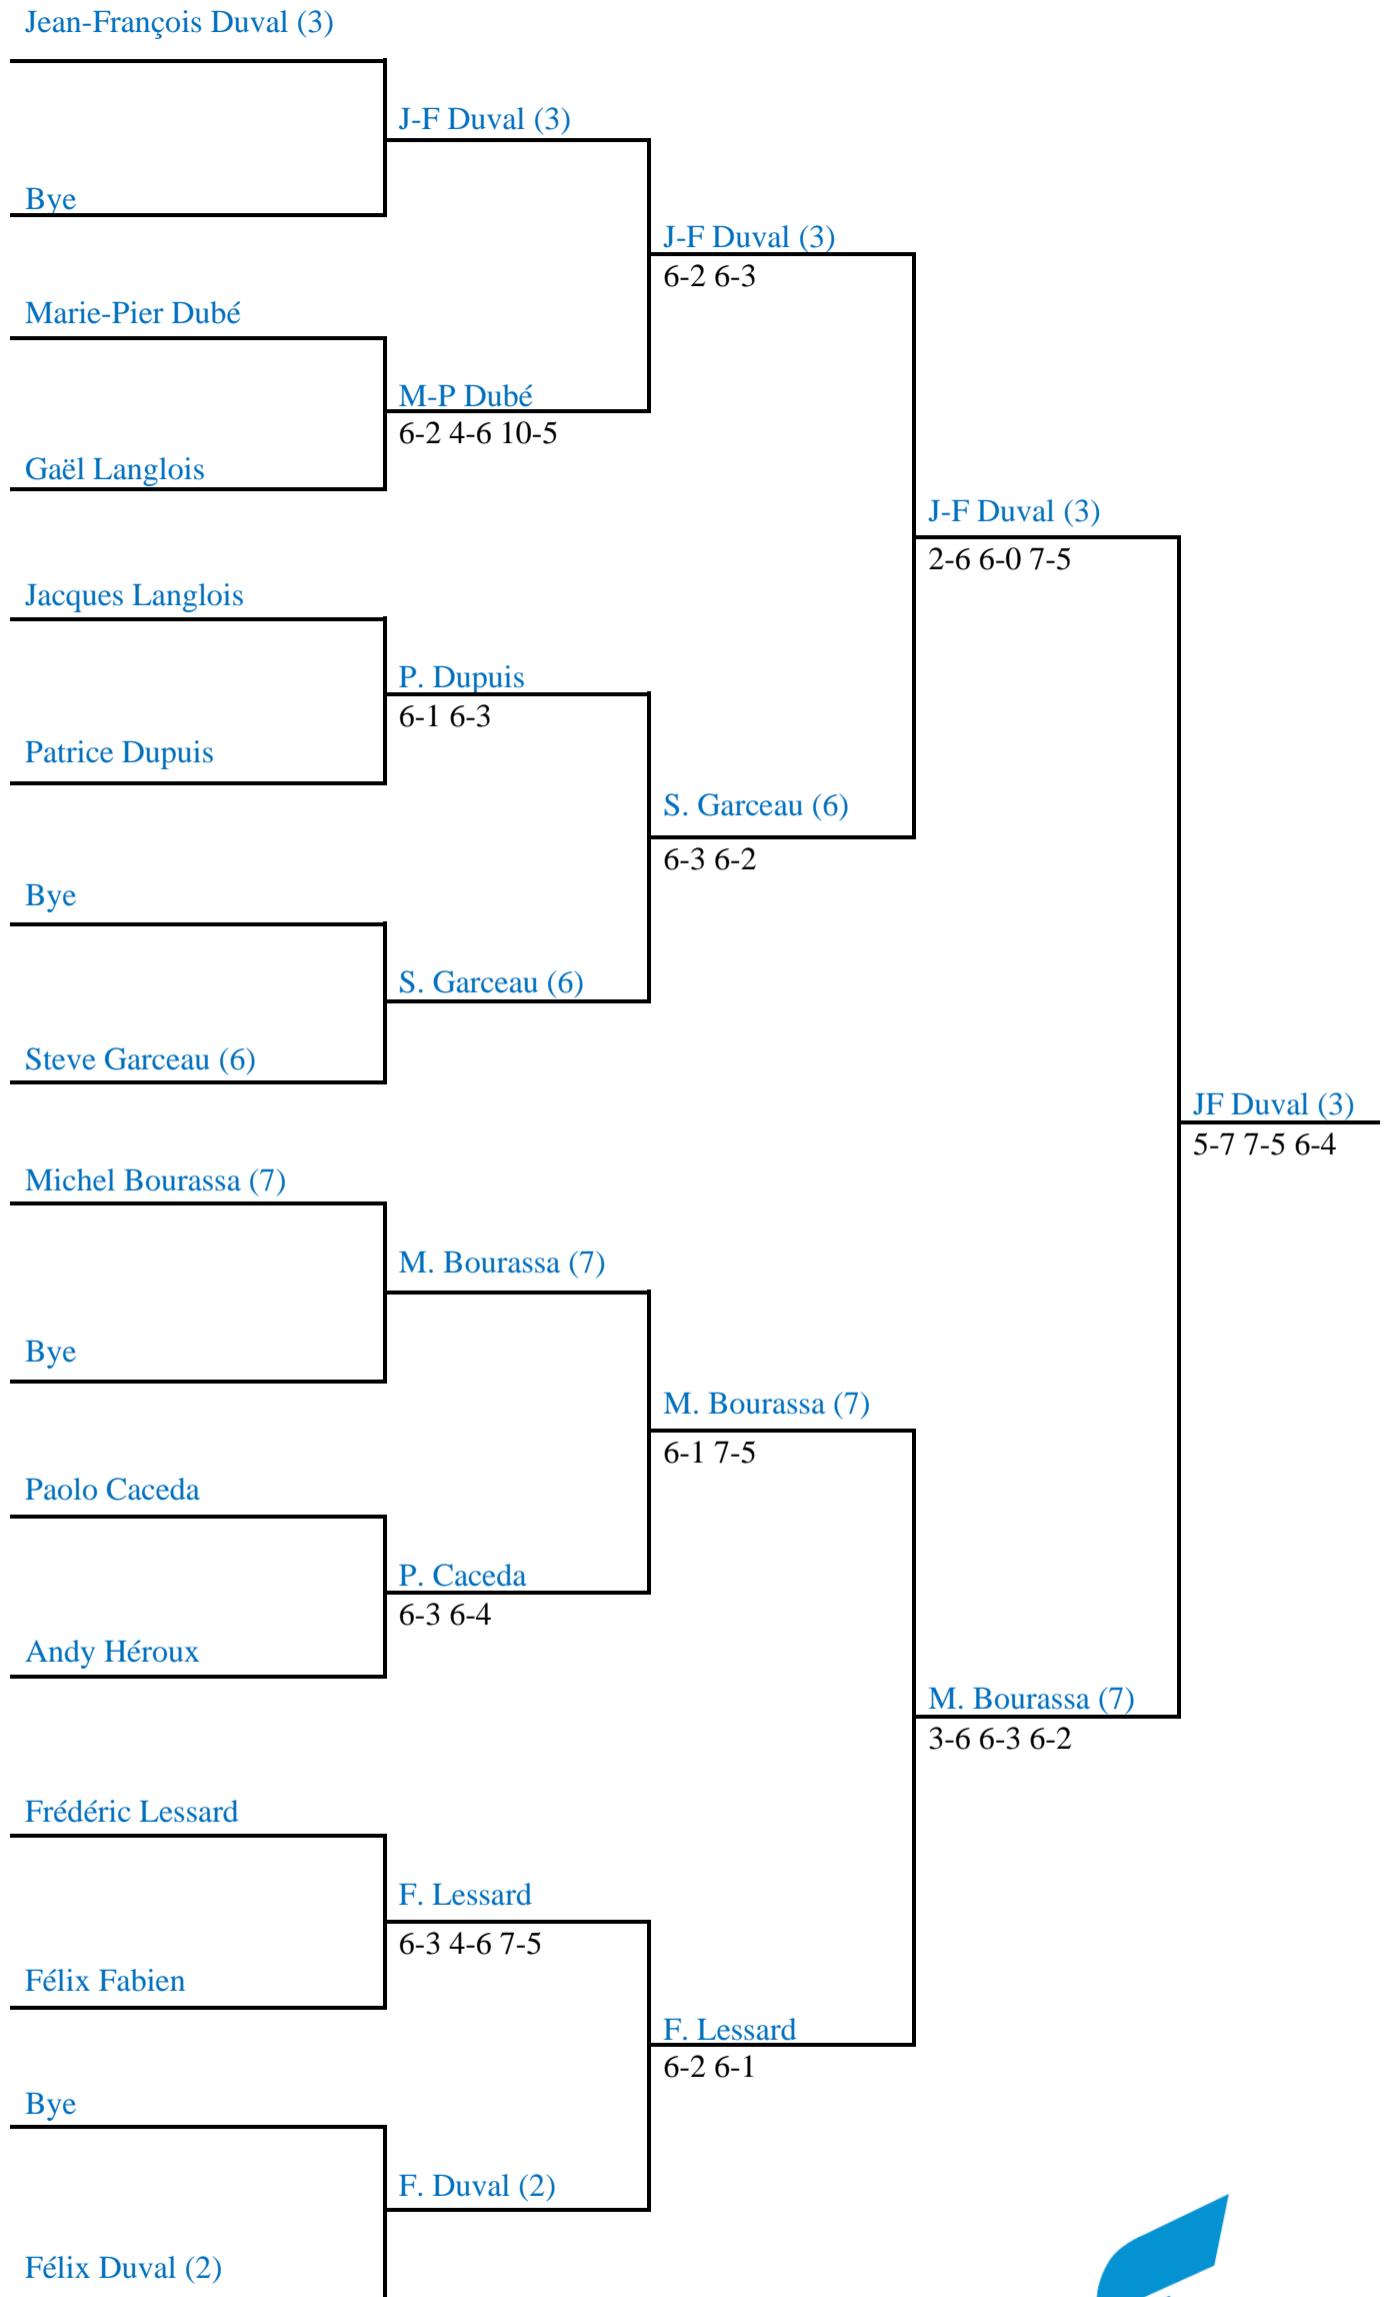 Jean-François Duval (3)
J-F Duval (3)
Bye
J-F Duval (3)
6-2 6-3
Marie-Pier Dubé
M-P Dubé
6-2 4-6 10-5
Gaël Langlois
J-F Duval (3)
2-6 6-0 7-5
Jacques Langlois
P. Dupuis
6-1 6-3
Patrice Dupuis
S. Garceau (6)
6-3 6-2
Bye
S. Garceau (6)
Steve Garceau (6)
JF Duval (3)
5-7 7-5 6-4
Michel Bourassa (7)
M. Bourassa (7)
Bye
M. Bourassa (7)
6-1 7-5
Paolo Caceda
P. Caceda
6-3 6-4
Andy Héroux
M. Bourassa (7)
3-6 6-3 6-2
Frédéric Lessard
F. Lessard
6-3 4-6 7-5
Félix Fabien
F. Lessard
6-2 6-1
Bye
F. Duval (2)
Félix Duval (2)